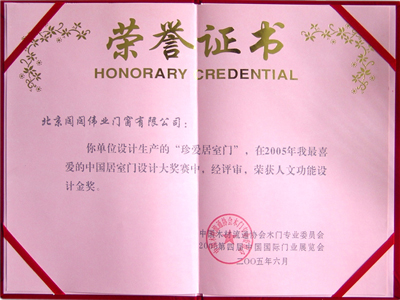 荣誉证书
HONORARY CREDENTIAL
北京闼闼伟业门窗有限公司：
你单位设计生产的“珍爱居室门”，在2005年我最喜
爱的中国居室门设计大奖赛中，经评审，荣获人文功能设
计金奖。
中国木材流通协会木门专业委员会
2005第四届中国国际门业展览会
二〇〇五年六月